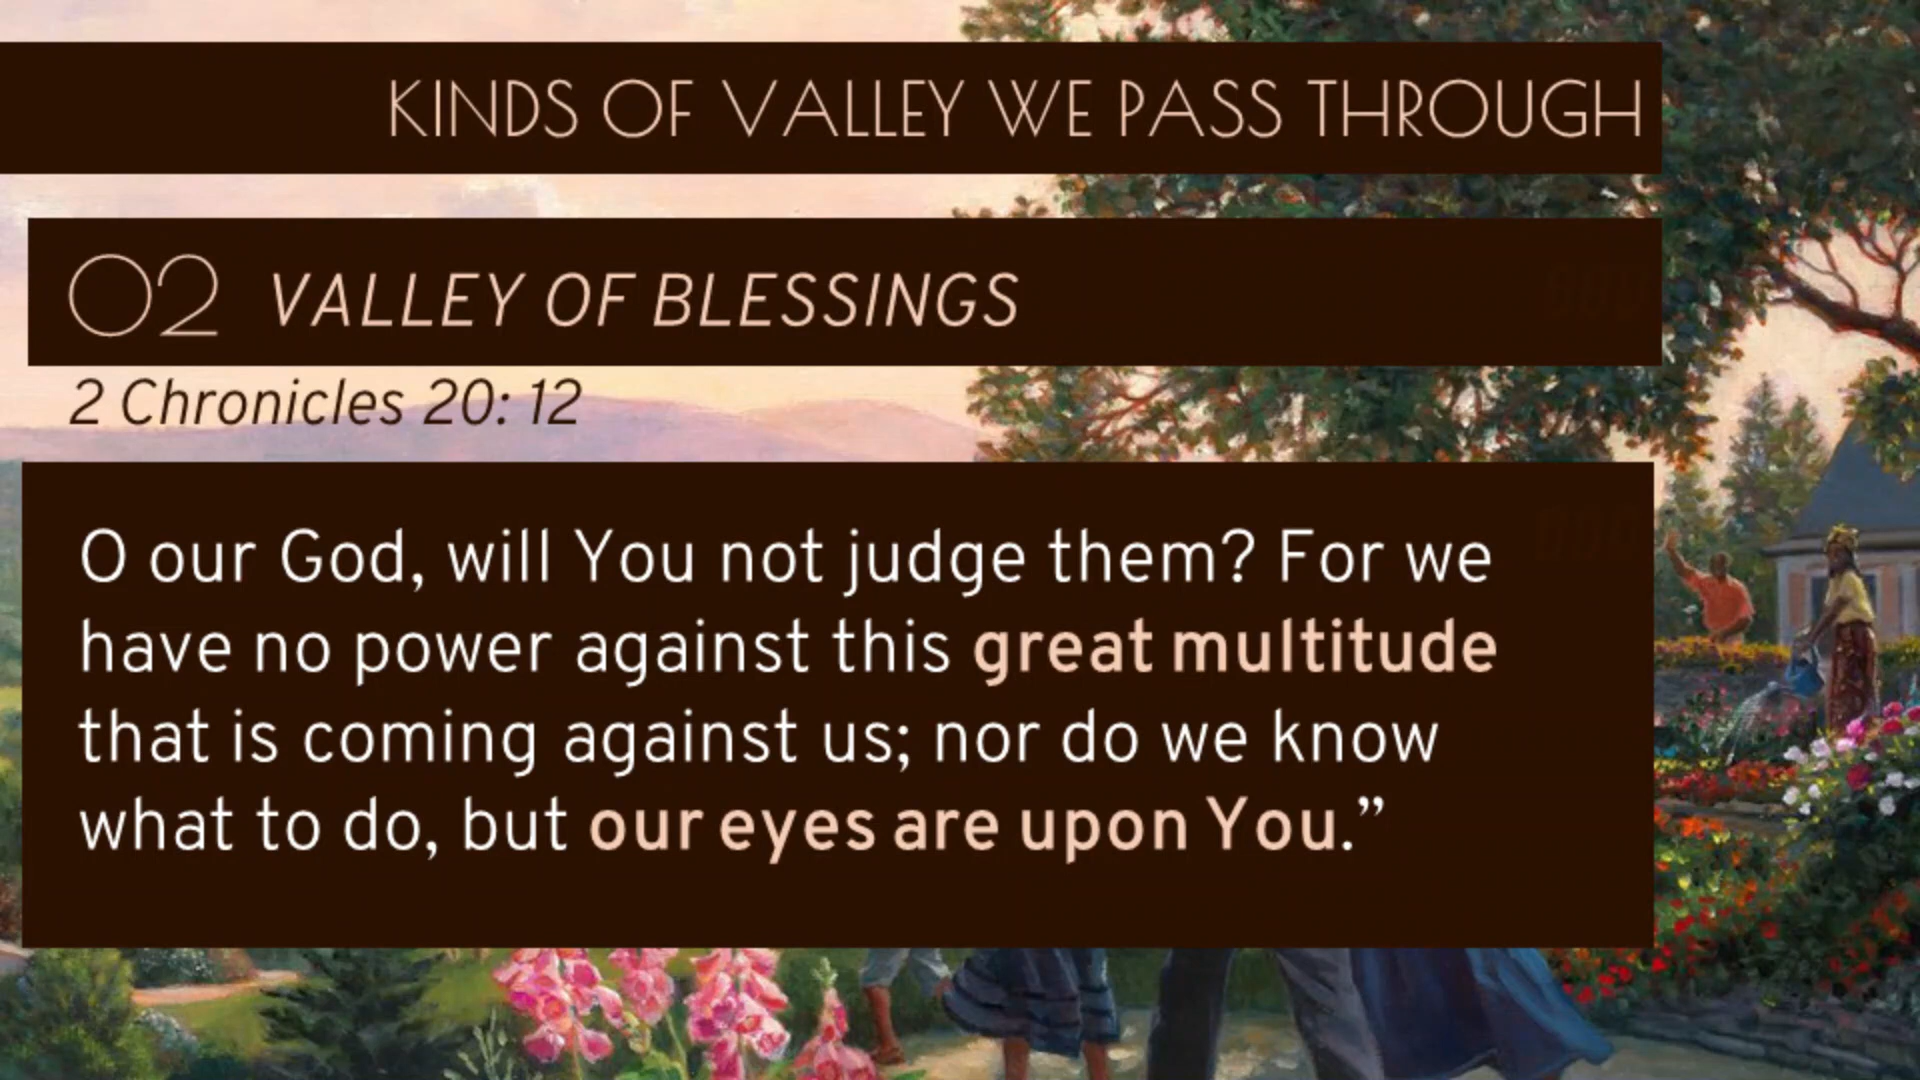 KINDS OF VALLEY WE PASS THROUGH
02 VALLEY OF BLESSINGS
2 Chronicles 20: 12
O our God, will You not judge them? For we
have no power against this great multitude
that is coming against us; nor do we know
what to do, but our eyes are upon You.”